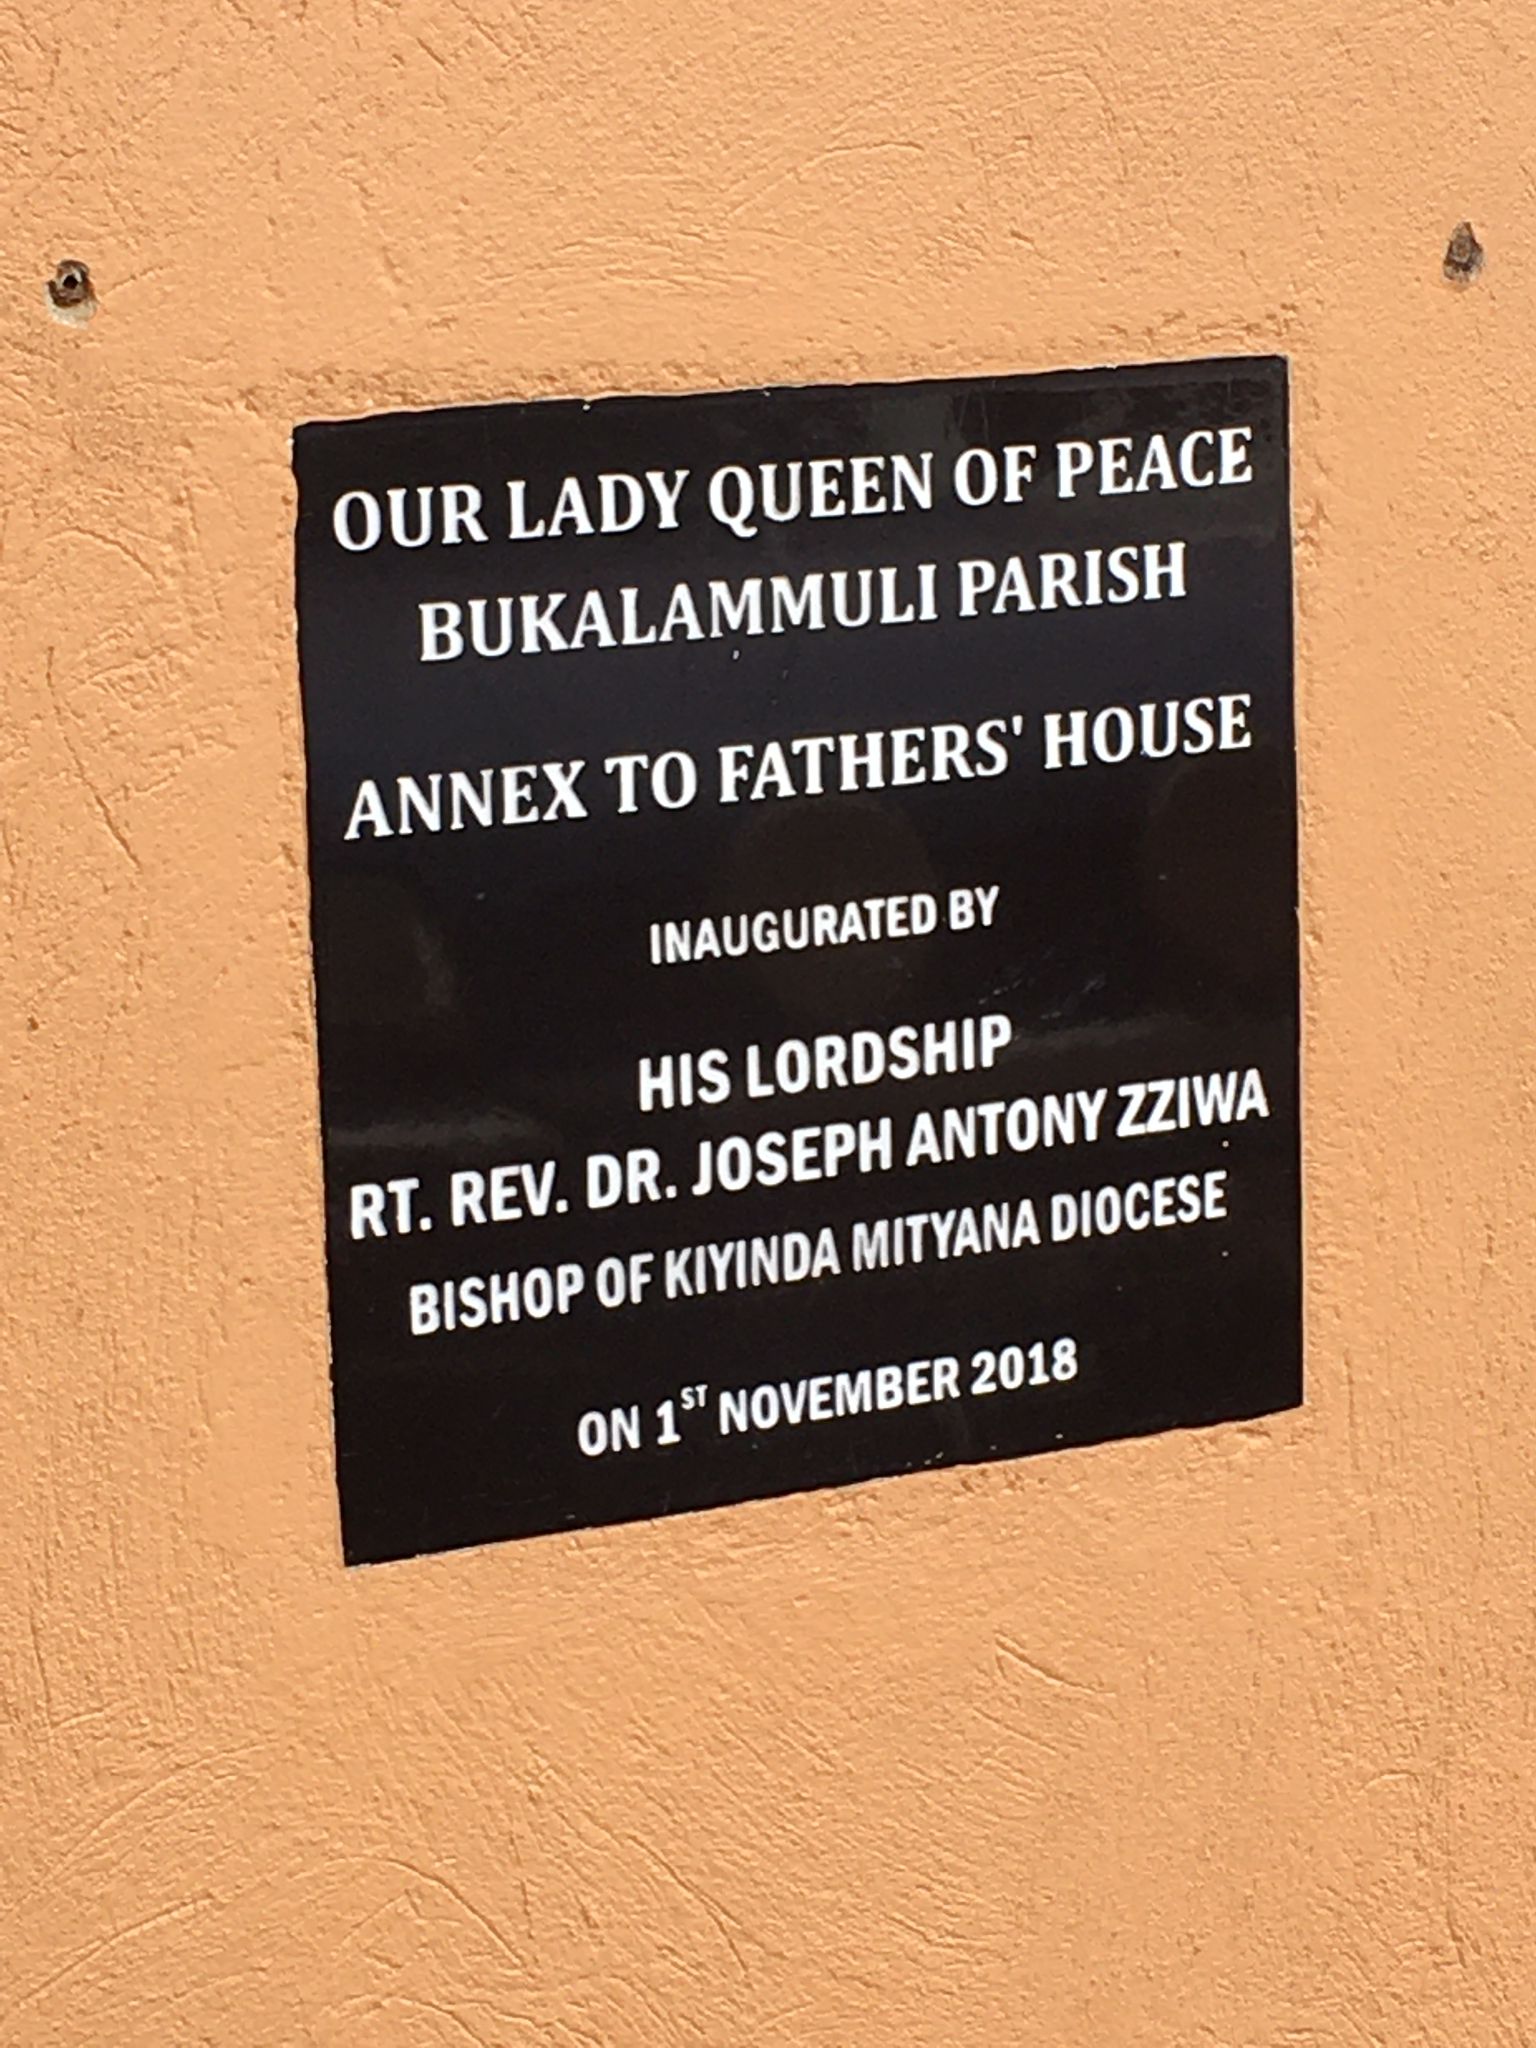 OUR LADY QUEEN OF PEACE
BUKALAMMULI PARISH
ANNEX TO FATHERS' HOUSE
INAUGURATED BY
HIS LORDSHIP
RT. REV. DR. JOSEPH ANTONY ZZIWA
BISHOP OF KIYINDA MITYANA DIOCESE
ON 1ST NOVEMBER 2018